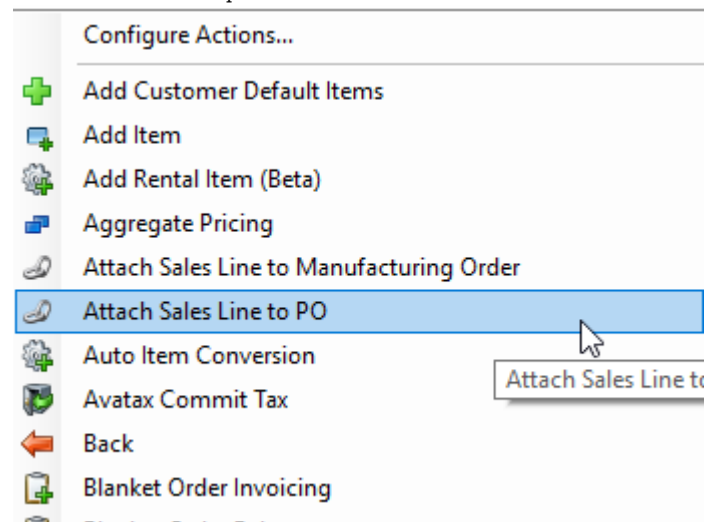 Configure Actions...
Add Customer Default Items
Add Item
Add Rental Item (Beta)
Aggregate Pricing
Attach Sales Line to Manufacturing Order
Attach Sales Line to PO
Auto Item Conversion
Attach Sales Line to
Avatax Commit Tax
Back
Blanket Order Invoicing